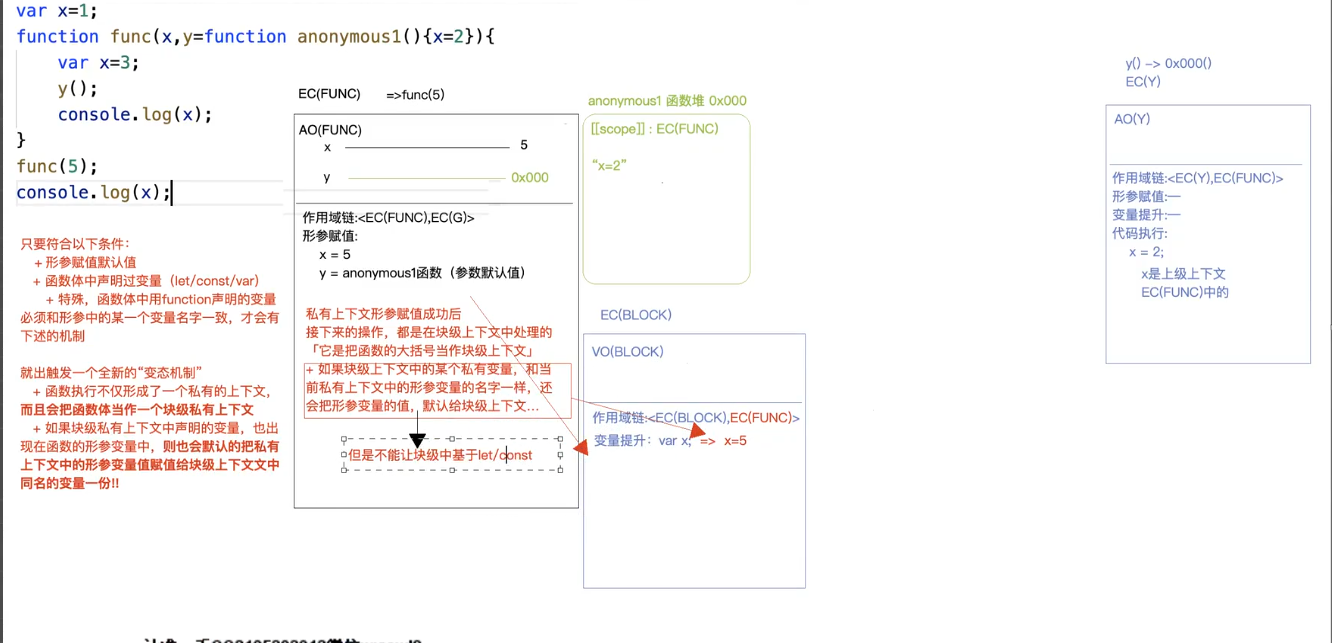 var x=1;
function func(x,y=function anonymous1(){x=2}){
var x=3;
y();
console.log(x);
}
func(5);
console.log(x);
只要符合以下条件：
+ 形参赋值默认值
+ 函数体中声明过变量（let/const/var）
+ 特殊，函数体中用function声明的变量
必须和形参中的某一个变量名字一致，才会有
下述的机制
就出触发一个全新的“变态机制”
+ 函数执行不仅形成了一个私有的上下文，
而且会把函数体当作一个块级私有上下文
+ 如果块级私有上下文中声明的变量，也出
现在函数的形参变量中，则也会默认的把私有
上下文中的形参变量值赋值给块级上下文文中
同名的变量一份!!
EC(FUNC) =>func(5)
AO(FUNC)
x 5
y 0x000
作用域链:<EC(FUNC),EC(G)>
形参赋值:
x = 5
y = anonymous1函数（参数默认值）
私有上下文形参赋值成功后
接下来的操作，都是在块级上下文中处理的
「它是把函数的大括号当作块级上下文」
+ 如果块级上下文中的某个私有变量，和当
前私有上下文中的形参变量的名字一样，还
会把形参变量的值，默认给块级上下文...
但是不能让块级中基于let/const
anonymous1 函数堆 0x000
[[scope]] : EC(FUNC)
“x=2”
EC(BLOCK)
VO(BLOCK)
作用域链:<EC(BLOCK),EC(FUNC)>
变量提升：var x; => x=5
y() -> 0x000()
EC(Y)
AO(Y)
作用域链:<EC(Y),EC(FUNC)>
形参赋值:—
变量提升:—
代码执行:
x = 2;
x是上级上下文
EC(FUNC)中的